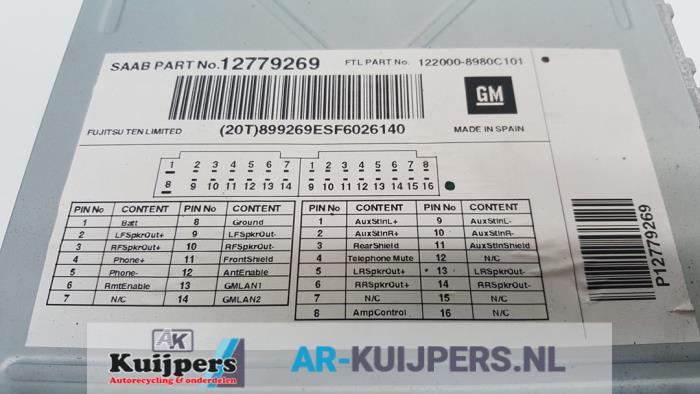 SAAB PART No. 12779269 FTL PART No. 122000-8980C101
GM
FUJITSU TEN LIMITED (20T)899269ESF6026140 MADE IN SPAIN
1 2 3 4 5 6 7 1 2 3 4 5 6 7 8
8 9 10 11 12 13 14 9 10 11 12 13 14 15 16
PIN No CONTENT PIN No CONTENT
1 Batt 8 Ground
2 LFSpkrOut+ 9 LFSpkrOut-
3 RFSpkrOut+ 10 RFSpkrOut-
4 Phone+ 11 FrontShield
5 Phone- 12 AntEnable
6 RmtEnable 13 GMLAN1
7 N/C 14 GMLAN2
PIN No CONTENT PIN No CONTENT
1 AuxStInL+ 9 AuxStInL-
2 AuxStInR+ 10 AuxStInR-
3 RearShield 11 AuxStInShield
4 Telephone Mute 12 N/C
5 LRSpkrOut+ 13 LRSpkrOut-
6 RRSpkrOut+ 14 RRSpkrOut-
7 N/C 15 N/C
8 AmpControl 16 N/C
P12779269
AK
Kuijpers
Autorecycling & onderdelen
AR-KUIJPERS.NL